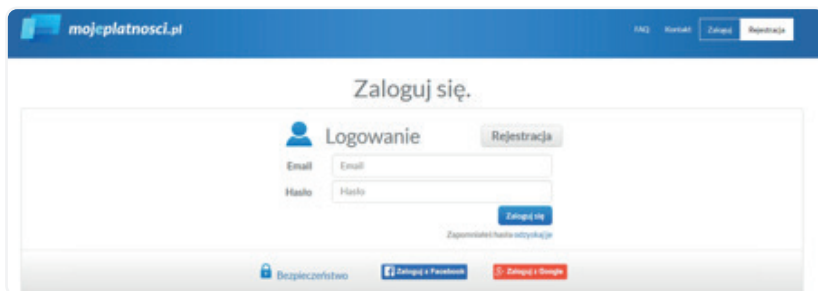 mojeplatnosci.pl
FAQ Kontakt Zaloguj Rejestracja
Zaloguj się.
Logowanie Rejestracja
Email Email
Hasło Hasło
Zaloguj się
Zapomniałeś hasła odzyskaj je
Bezpieczeństwo Zaloguj z Facebook Zaloguj z Google